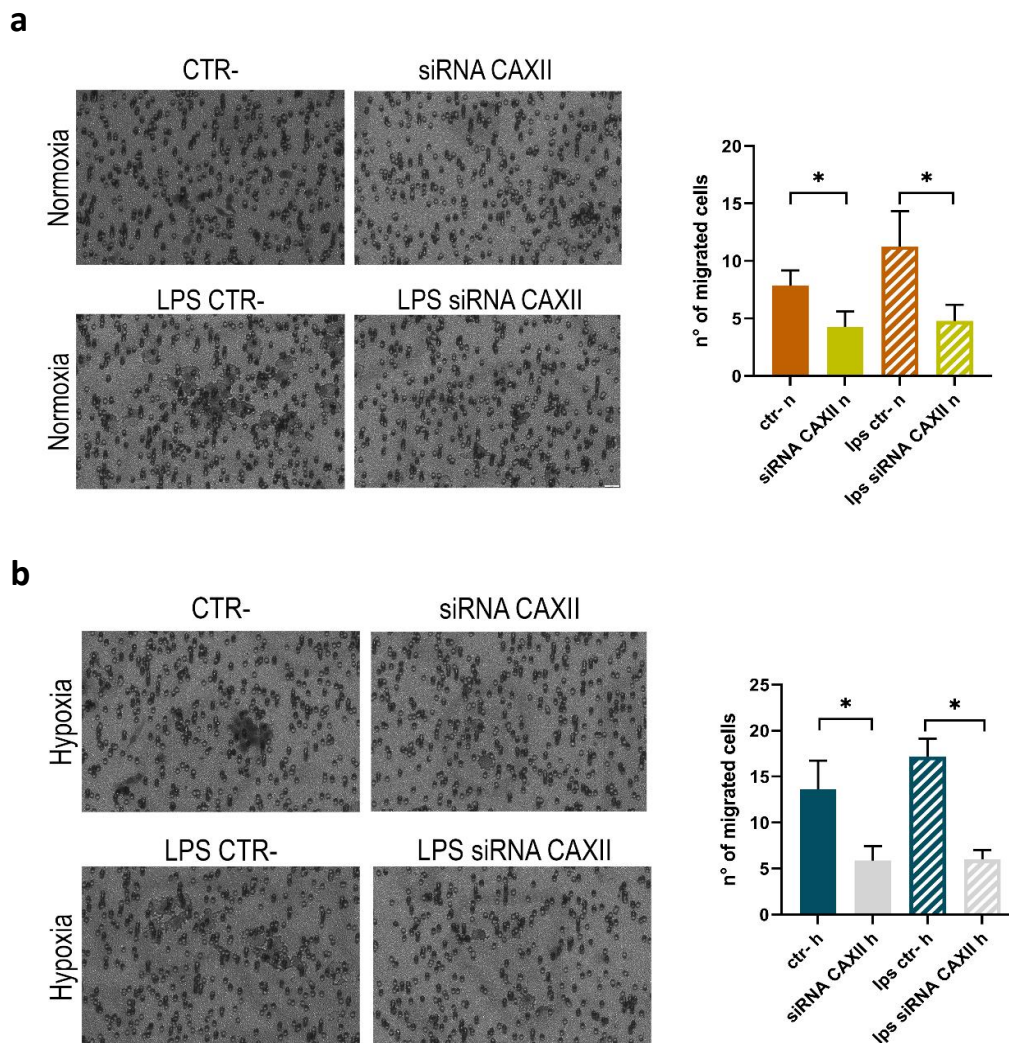 a
CTR-
siRNA CAXII
Normoxia
LPS CTR-
LPS siRNA CAXII
Normoxia
n° of migrated cells
20
15
10
5
0
*
*
ctr- n
siRNA CAXII n
lps ctr- n
lps siRNA CAXII n
b
CTR-
siRNA CAXII
Hypoxia
LPS CTR-
LPS siRNA CAXII
Hypoxia
n° of migrated cells
25
20
15
10
5
0
*
*
ctr- h
siRNA CAXII h
lps ctr- h
lps siRNA CAXII h